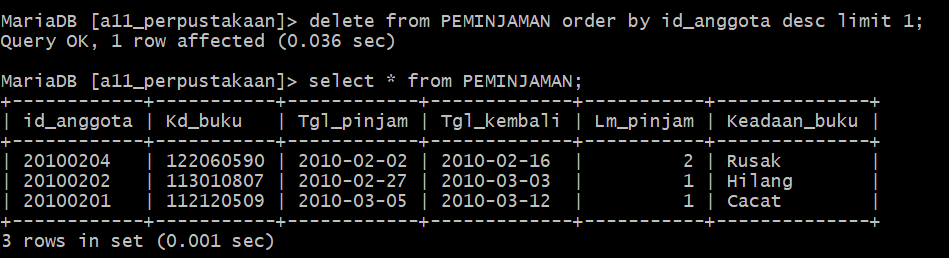 MariaDB [a11_perpustakaan]> delete from PEMINJAMAN order by id_anggota desc limit 1;
Query OK, 1 row affected (0.036 sec)
MariaDB [a11_perpustakaan]> select * from PEMINJAMAN;
+------------+-----------+------------+-------------+-----------+--------------+
| id_anggota | Kd_buku   | Tgl_pinjam | Tgl_kembali | Lm_pinjam | Keadaan_buku |
+------------+-----------+------------+-------------+-----------+--------------+
| 20100204   | 122060590 | 2010-02-02 | 2010-02-16  |         2 | Rusak        |
| 20100202   | 113010807 | 2010-02-27 | 2010-03-03  |         1 | Hilang       |
| 20100201   | 112120509 | 2010-03-05 | 2010-03-12  |         1 | Cacat        |
+------------+-----------+------------+-------------+-----------+--------------+
3 rows in set (0.001 sec)